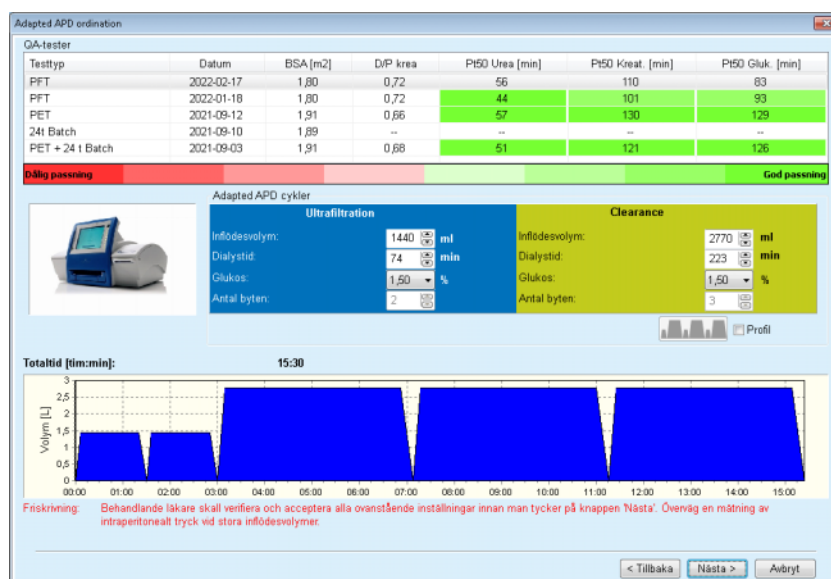 Adapted APD ordination
QA-tester
Testtyp Datum BSA [m2] D/P krea Pt50 Urea [min] Pt50 Kreat. [min] Pt50 Gluk. [min]
PFT 2022-02-17 1,80 0,72 56 110 83
PFT 2022-01-18 1,80 0,72 44 101 93
PET 2021-09-12 1,91 0,66 57 130 129
24t Batch 2021-09-10 1,89 -- -- -- --
PET + 24 t Batch 2021-09-03 1,91 0,68 51 121 126
Dålig passning God passning
Adapted APD cykler
Ultrafiltration Clearance
Inflödesvolym: 1440 ml Inflödesvolym: 2770 ml
Dialystid: 74 min Dialystid: 223 min
Glukos: 1,50 % Glukos: 1,50 %
Antal byten: 2 Antal byten: 3
Profil
Totaltid [tim:min]: 15:30
Volym [L]
3
2,5
2
1,5
1
0,5
0
00:00 01:00 02:00 03:00 04:00 05:00 06:00 07:00 08:00 09:00 10:00 11:00 12:00 13:00 14:00 15:00
Friskrivning: Behandlande läkare skall verifiera och acceptera alla ovanstående inställningar innan man tycker på knappen 'Nästa'. Överväg en mätning av
intraperitonealt tryck vid stora inflödesvolymer.
< Tillbaka Nästa > Avbryt